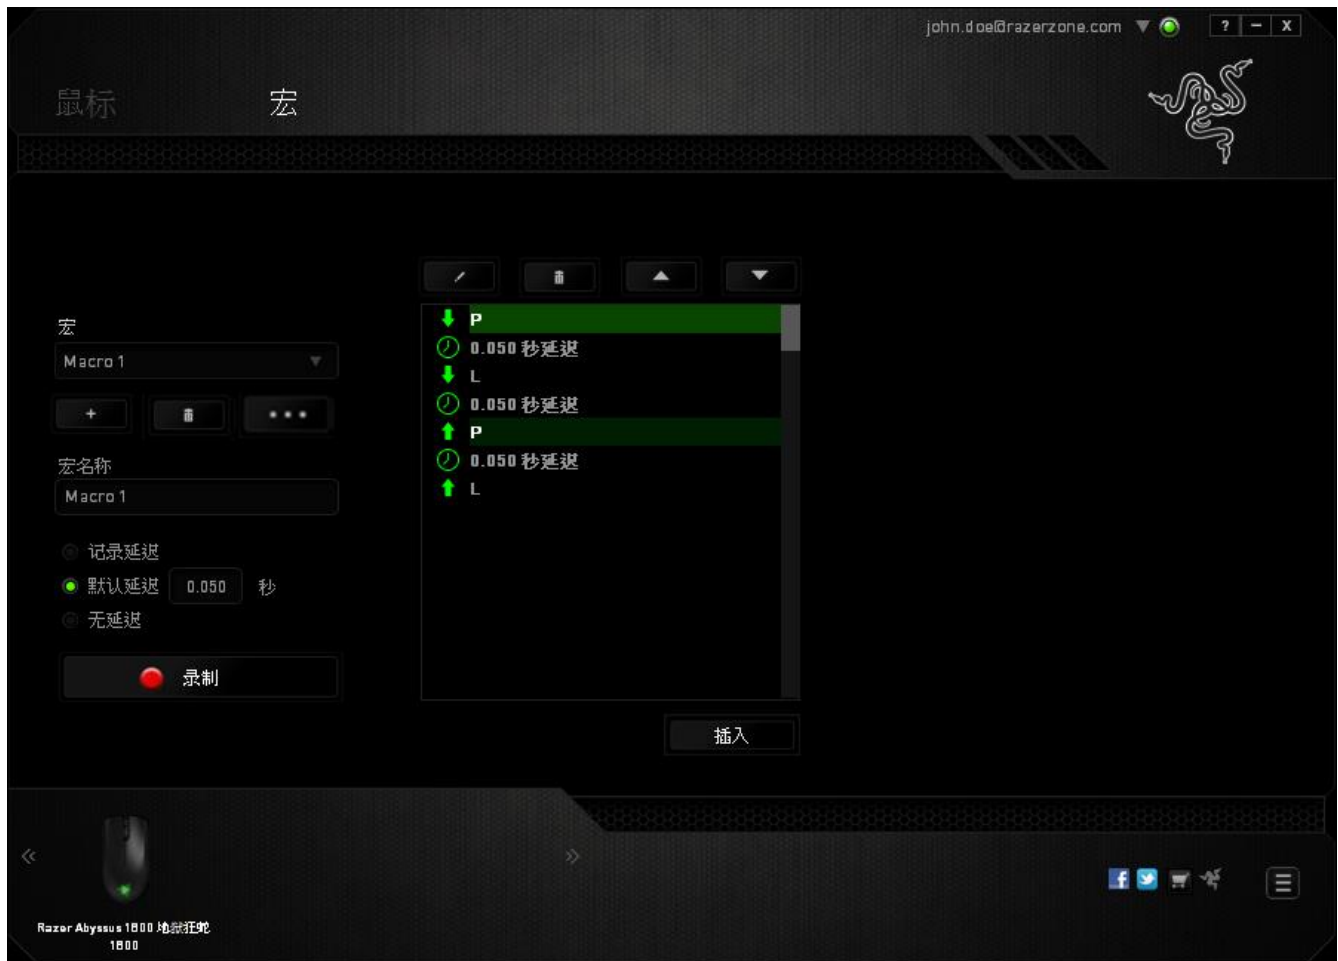 john.doe@razerzone.com
? − X
鼠标 宏
宏
Macro 1
宏名称
Macro 1
记录延迟
默认延迟 0.050 秒
无延迟
录制
P
0.050 秒延迟
L
0.050 秒延迟
P
0.050 秒延迟
L
插入
Razer Abyssus 1800 地狱狂蛇
1800